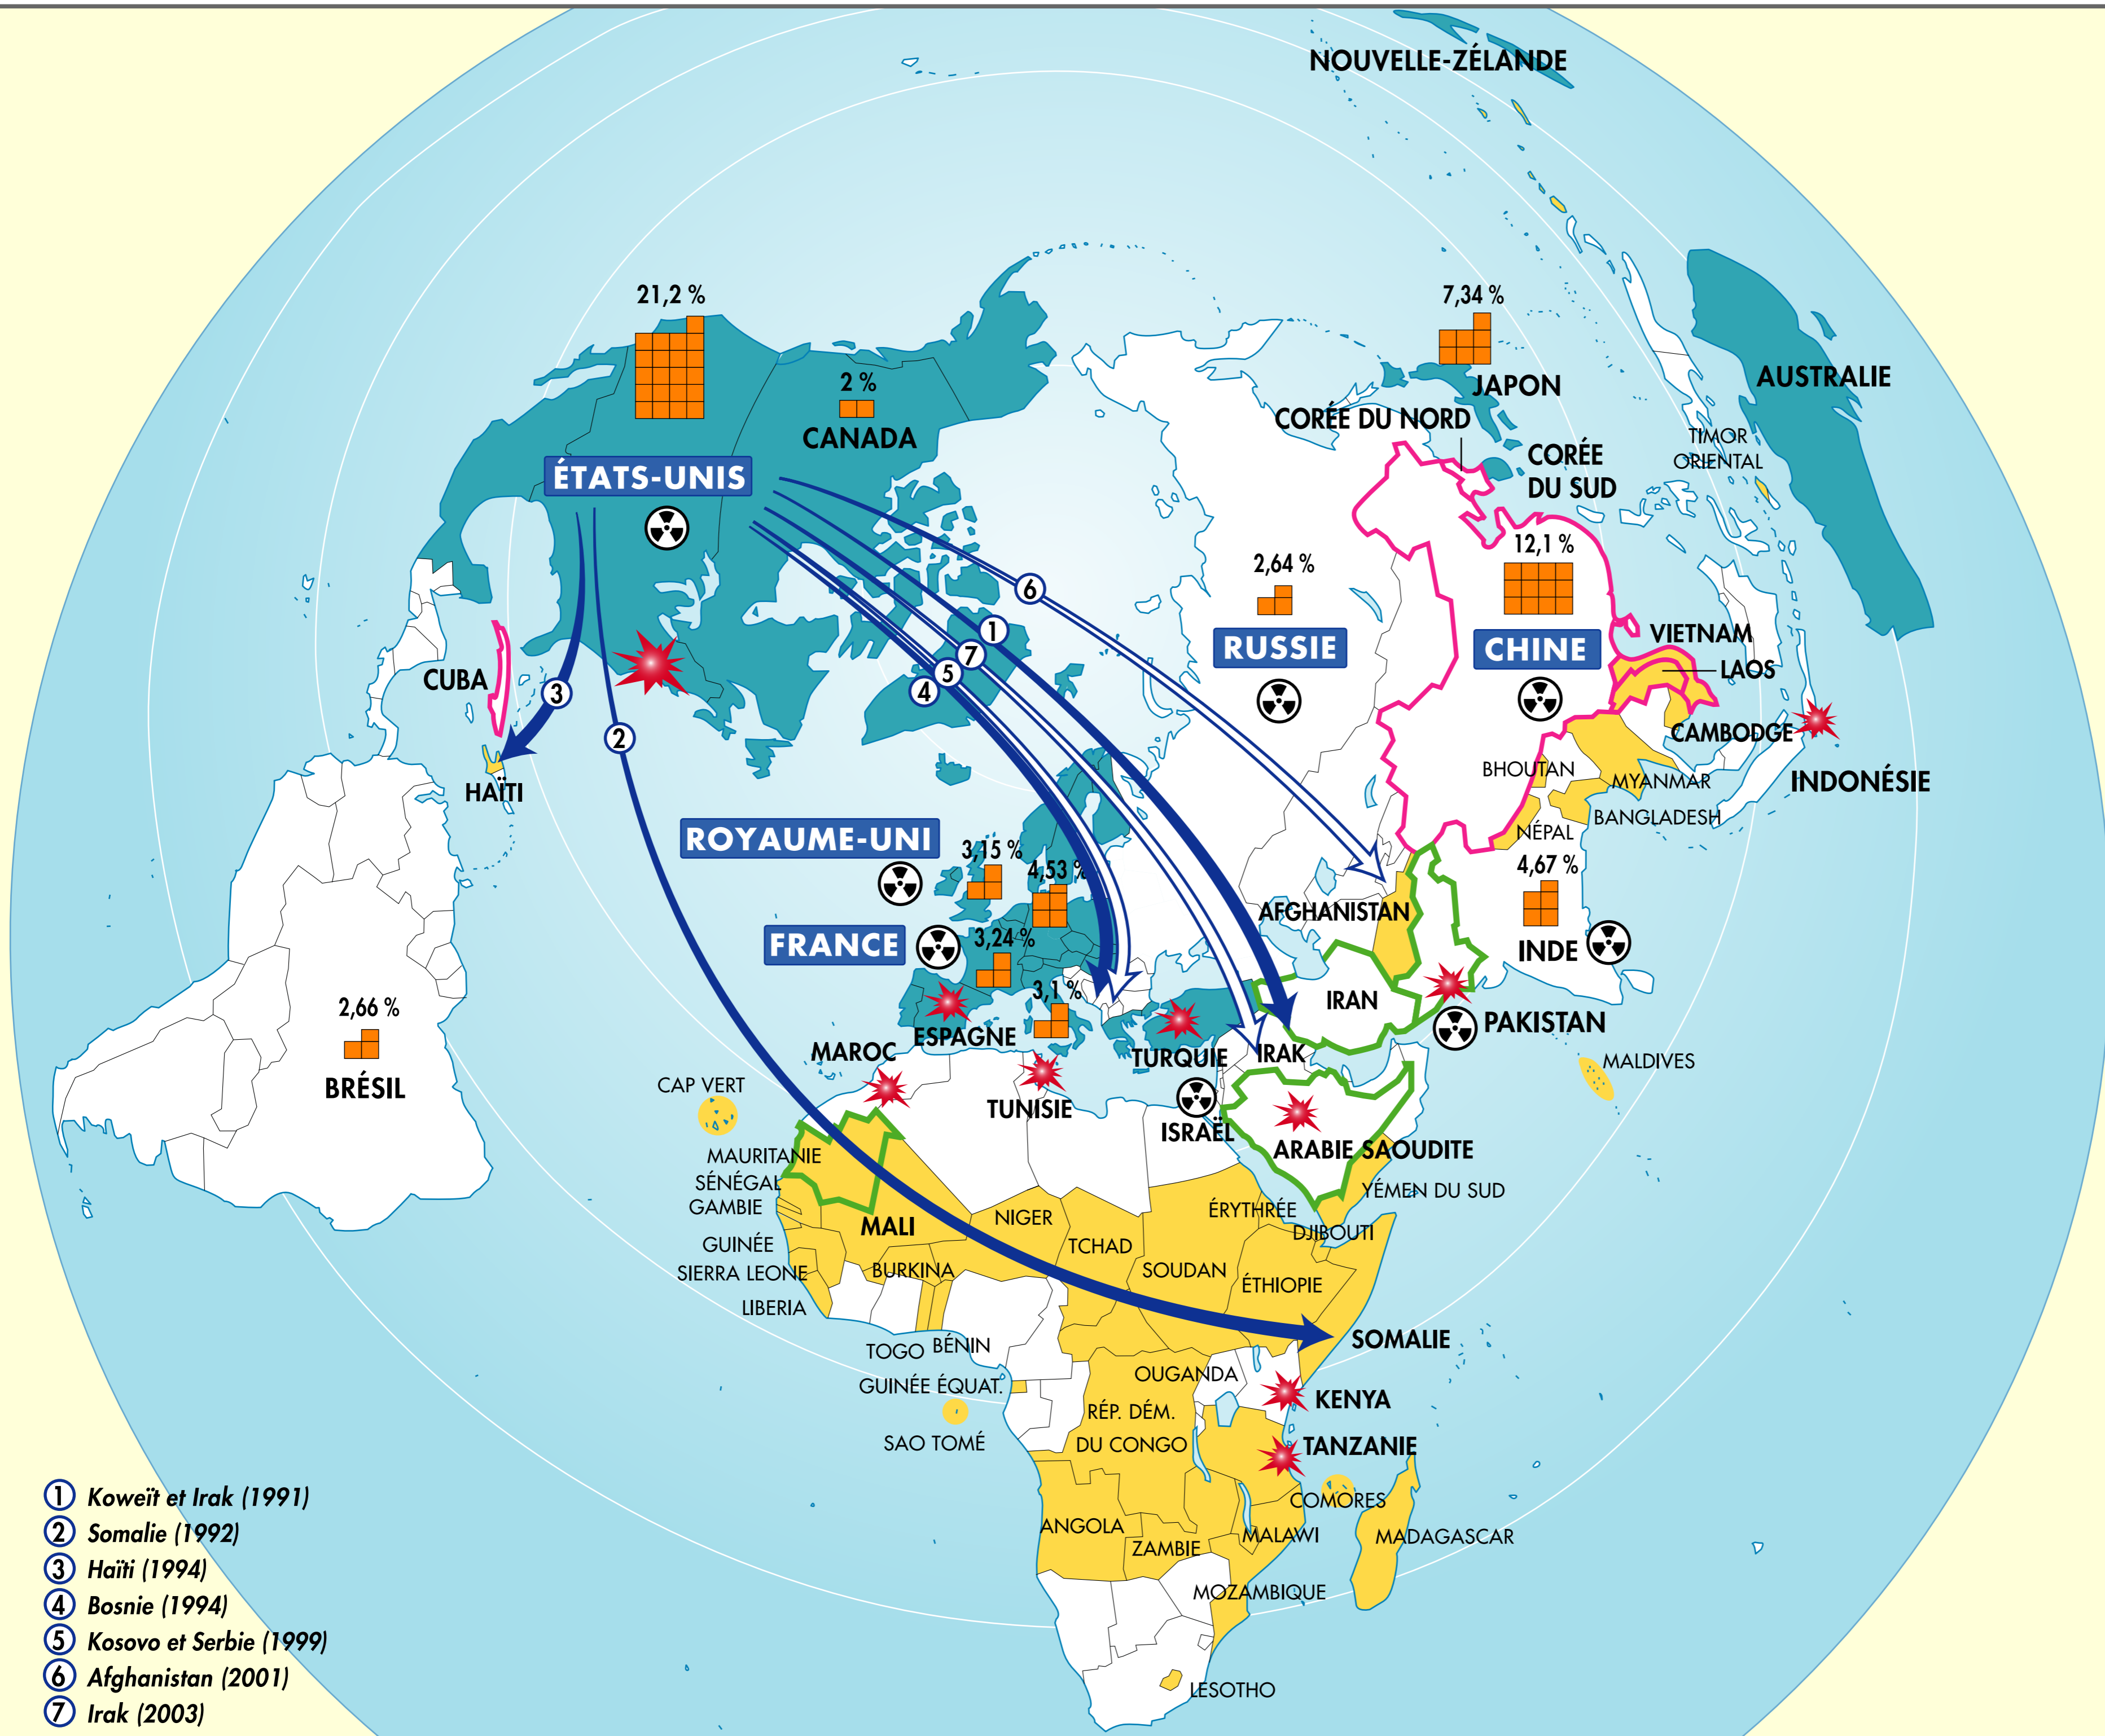 NOUVELLE-ZÉLANDE
21,2 %
7,34 %
2 %
CANADA
JAPON
AUSTRALIE
CORÉE DU NORD
CORÉE
DU SUD
TIMOR
ORIENTAL
ÉTATS-UNIS
12,1 %
2,64 %
6
1
7
5
4
3
2
RUSSIE
CHINE
VIETNAM
LAOS
CUBA
CAMBODGE
BHOUTAN
MYANMAR
INDONÉSIE
HAÏTI
BANGLADESH
NÉPAL
ROYAUME-UNI
3,15 %
4,53 %
4,67 %
AFGHANISTAN
FRANCE
3,24 %
INDE
3,1 %
IRAN
2,66 %
ESPAGNE
PAKISTAN
MAROC
TURQUIE
IRAK
MALDIVES
BRÉSIL
CAP VERT
TUNISIE
ISRAËL
ARABIE SAOUDITE
MAURITANIE
SÉNÉGAL
GAMBIE
YÉMEN DU SUD
MALI
NIGER
ÉRYTHRÉE
DJIBOUTI
GUINÉE
TCHAD
SIERRA LEONE
BURKINA
SOUDAN
ÉTHIOPIE
LIBERIA
TOGO
BÉNIN
SOMALIE
GUINÉE ÉQUAT.
OUGANDA
KENYA
RÉP. DÉM.
DU CONGO
SAO TOMÉ
TANZANIE
COMORES
ANGOLA
ZAMBIE
MALAWI
MADAGASCAR
MOZAMBIQUE
LESOTHO
1 Koweït et Irak (1991)
2 Somalie (1992)
3 Haïti (1994)
4 Bosnie (1994)
5 Kosovo et Serbie (1999)
6 Afghanistan (2001)
7 Irak (2003)